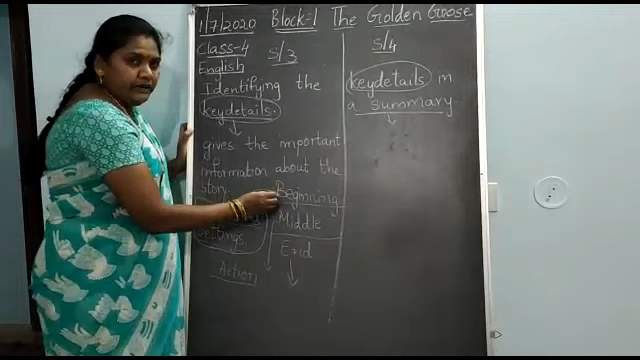 1/7/2020 Block-1 The Golden Goose
Class-4 S/3
English
Identifying the
keydetails.
gives the important
information about the
story.
Beginning
Middle
settings.
End
Action
S/4
keydetails in
a summary.